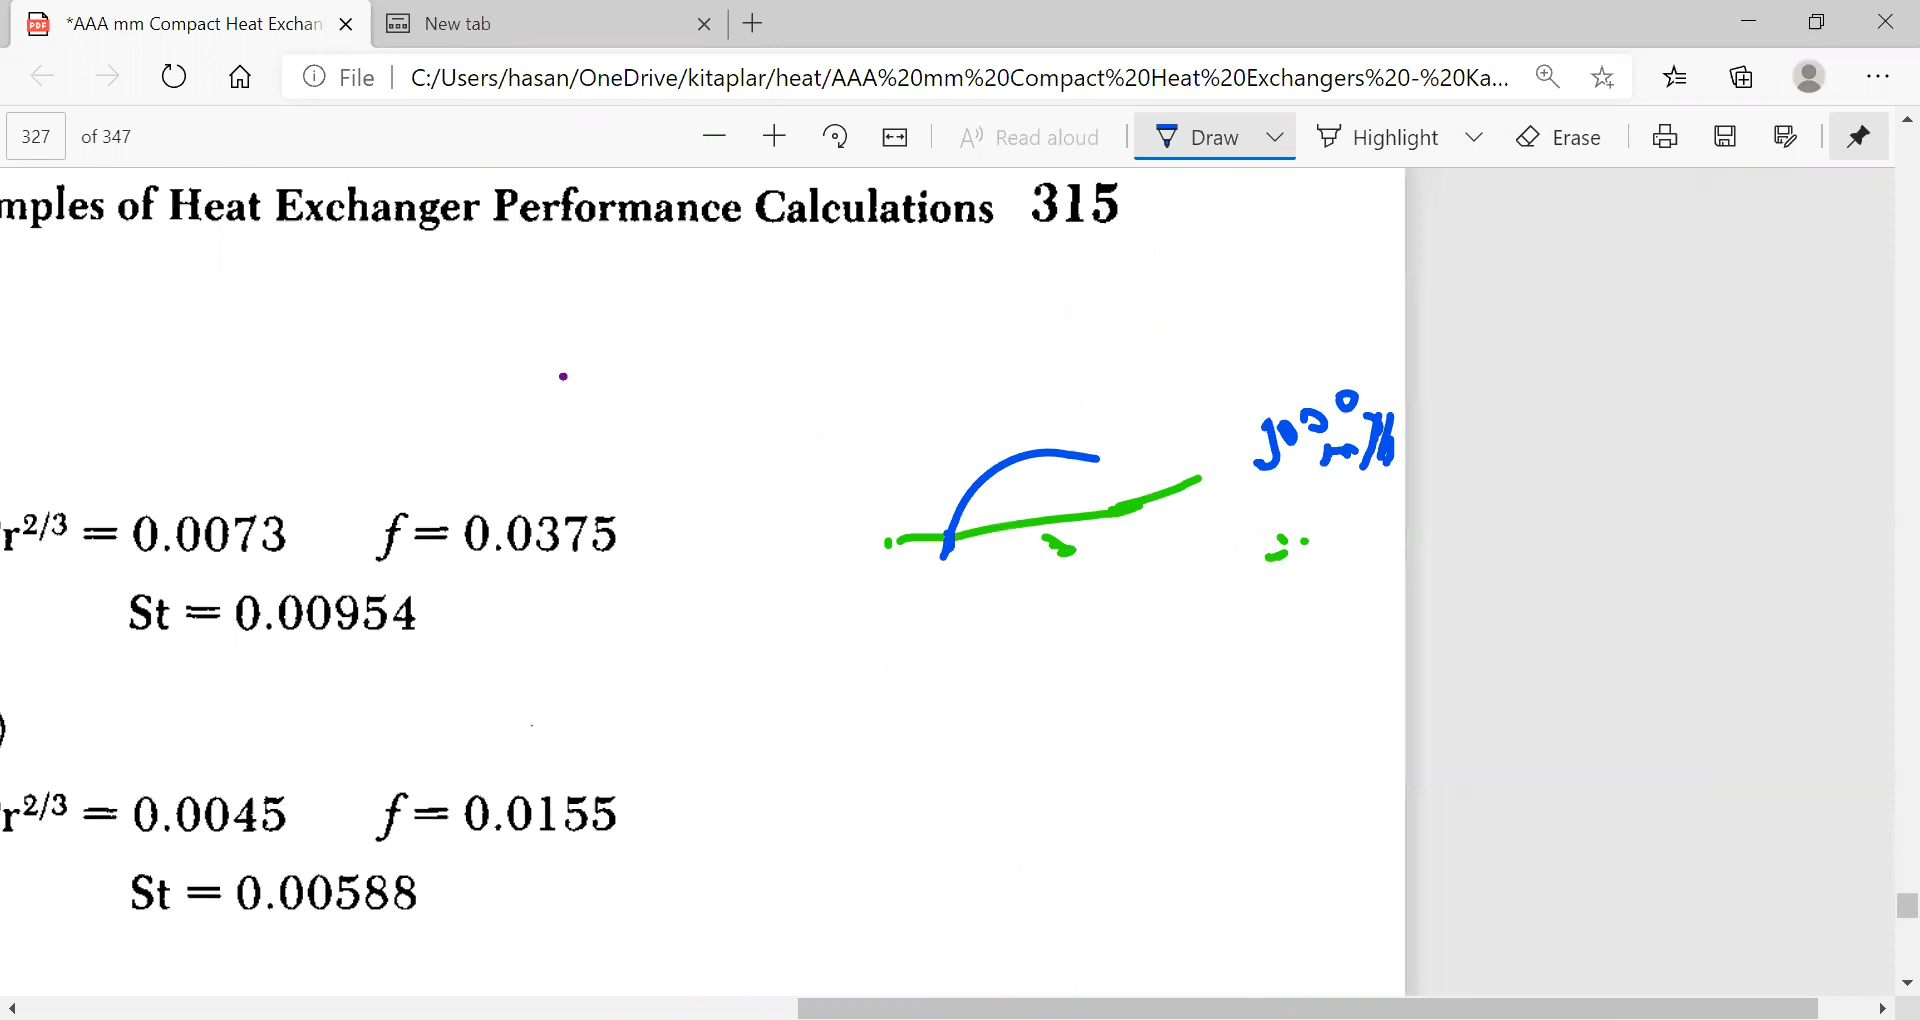 *AAA mm Compact Heat Exchan
New tab
File
C:/Users/hasan/OneDrive/kitaplar/heat/AAA%20mm%20Compact%20Heat%20Exchangers%20-%20Ka...
327 of 347
Read aloud
Draw
Highlight
Erase
mples of Heat Exchanger Performance Calculations 315
r^2/3 = 0.0073 f = 0.0375
St = 0.00954
)
r^2/3 = 0.0045 f = 0.0155
St = 0.00588